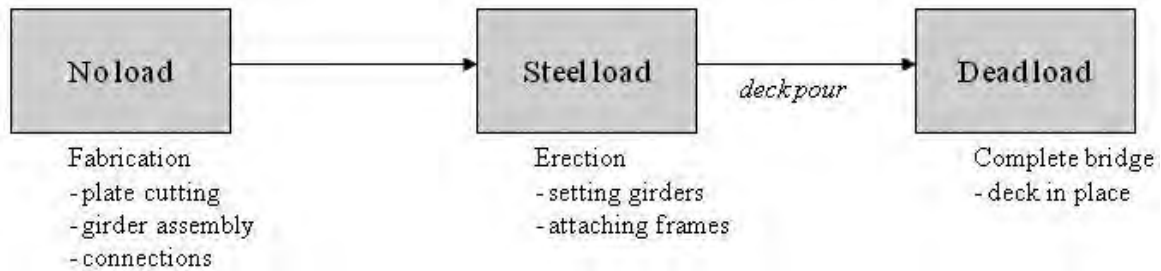 No load
Steel load
deck pour
Dead load
Fabrication
- plate cutting
- girder assembly
- connections
Erection
- setting girders
- attaching frames
Complete bridge
- deck in place